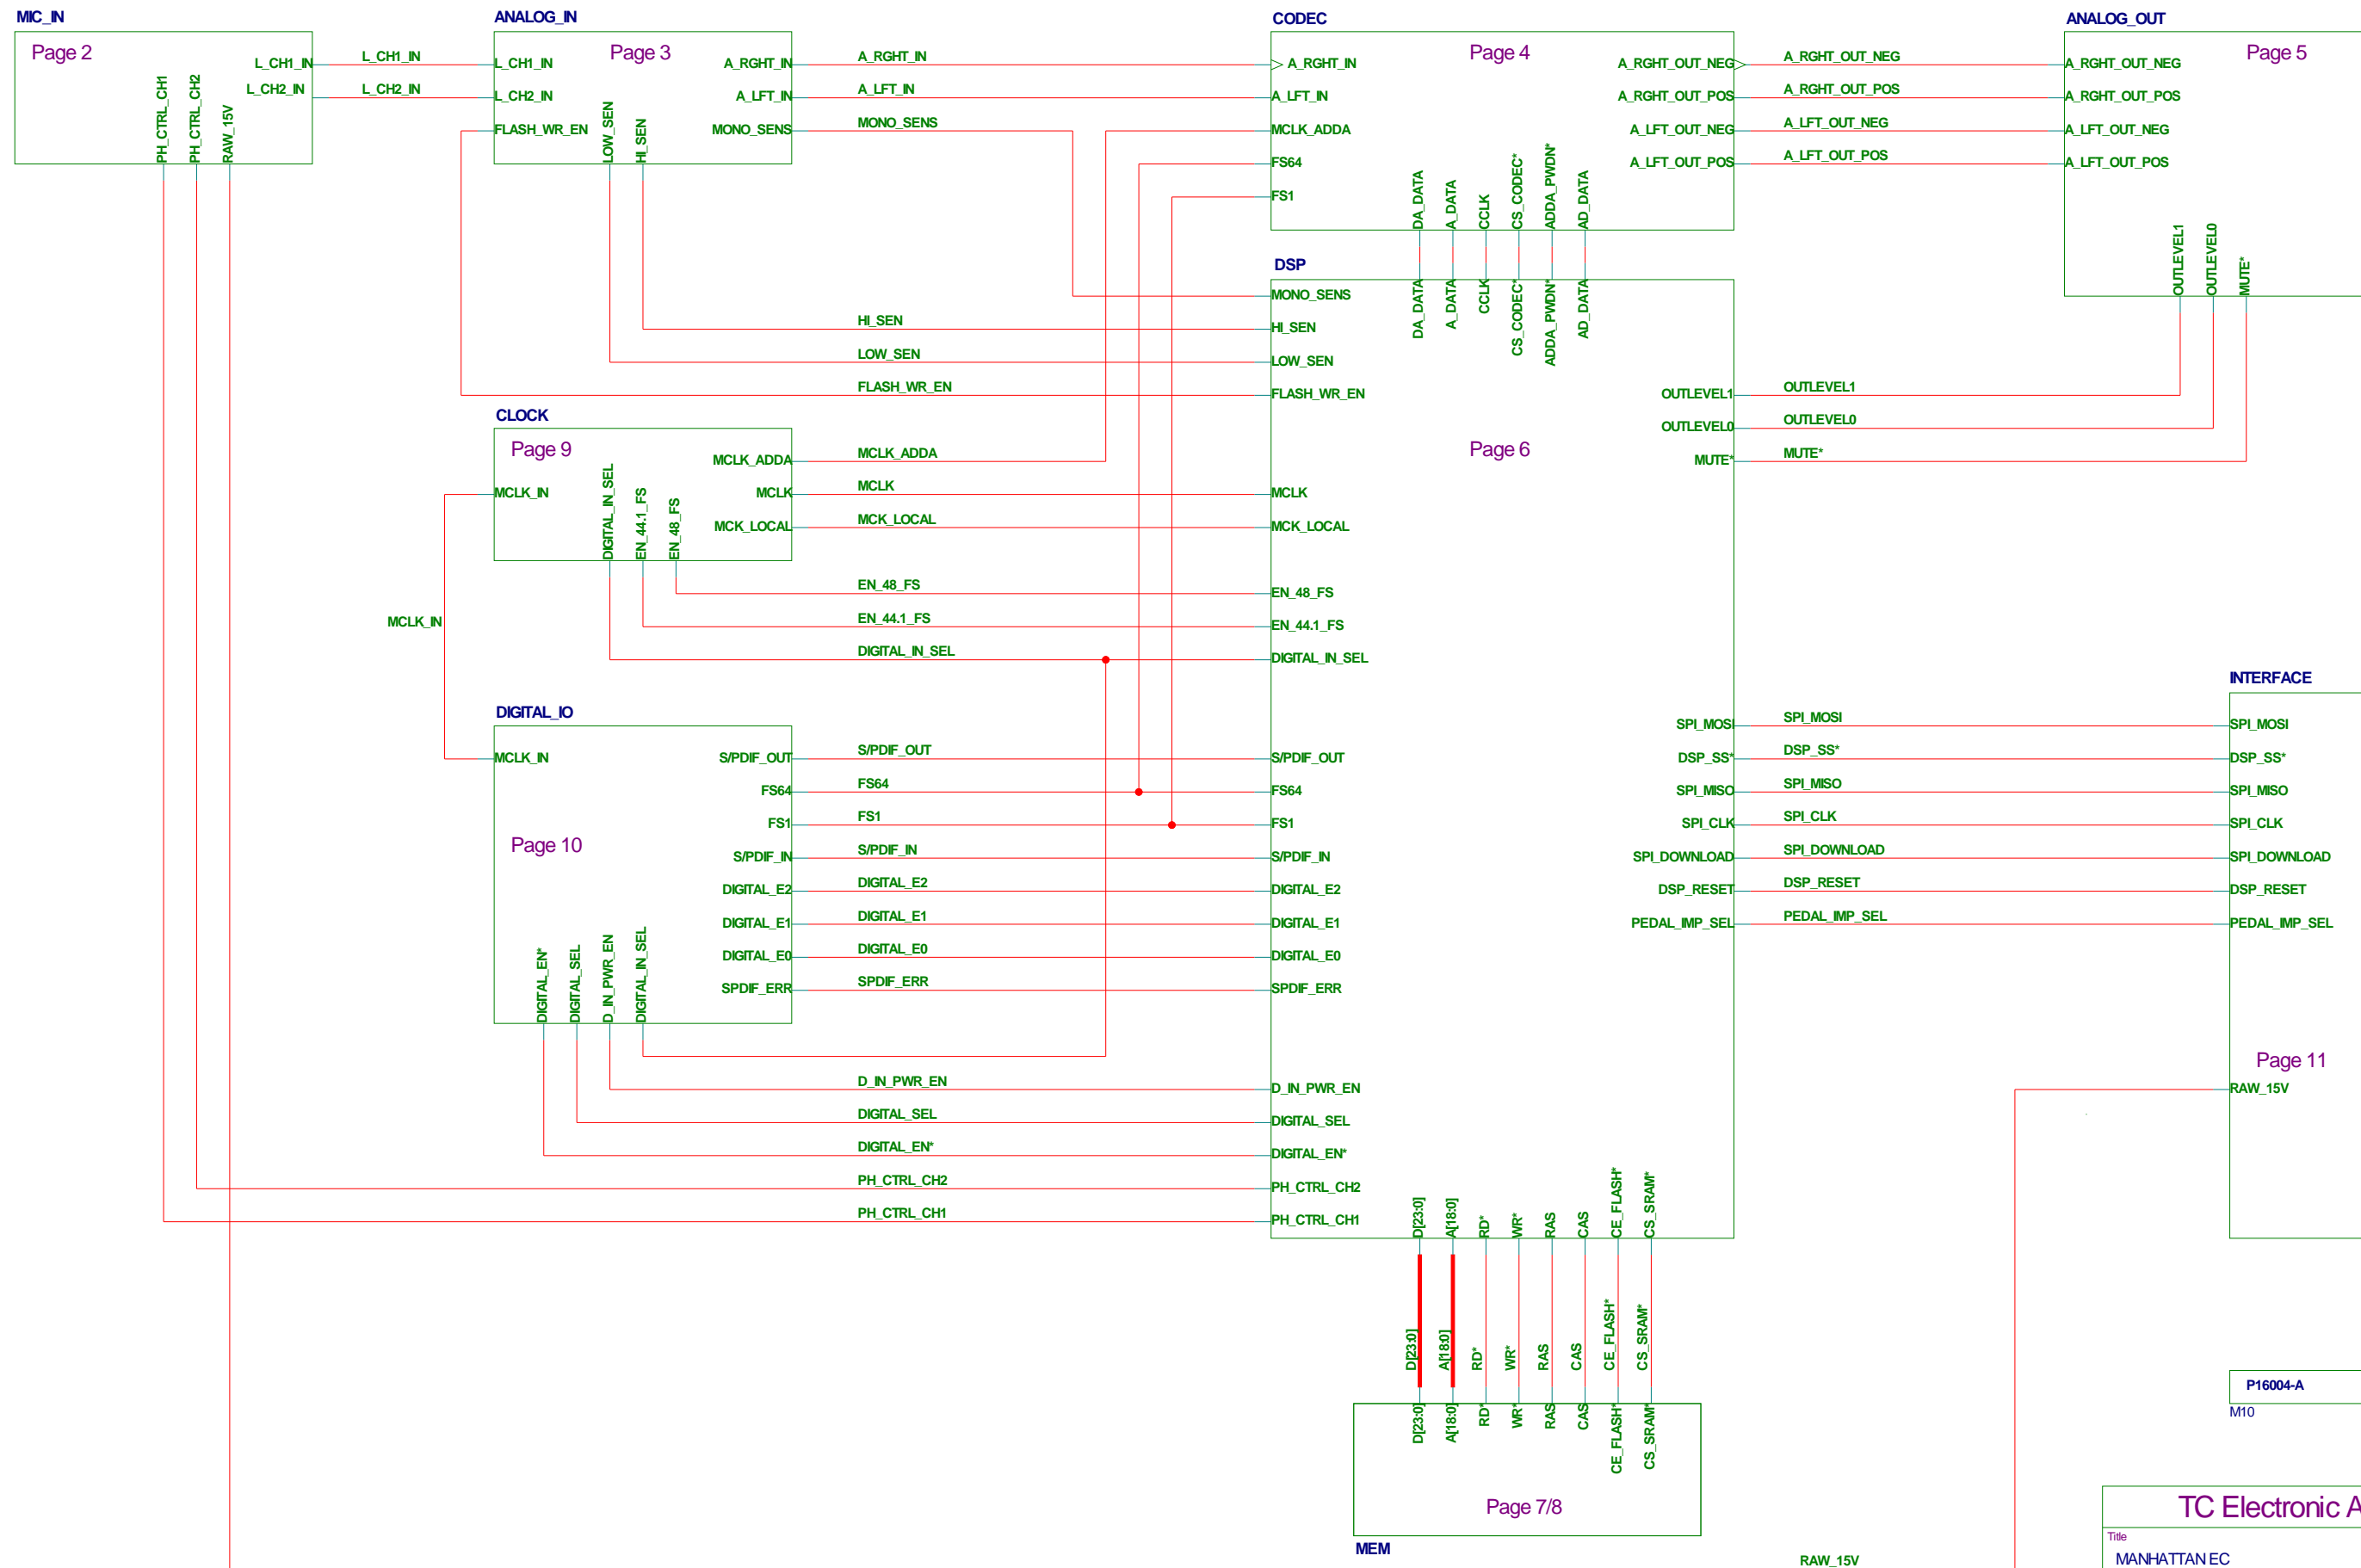 MIC_IN
Page 2
L_CH1_IN
L_CH2_IN
PH_CTRL_CH1
PH_CTRL_CH2
RAW_15V
L_CH1_IN
L_CH2_IN
ANALOG_IN
Page 3
L_CH1_IN
L_CH2_IN
FLASH_WR_EN
LOW_SEN
HI_SEN
A_RGHT_IN
A_LFT_IN
MONO_SENS
A_RGHT_IN
A_LFT_IN
MONO_SENS
CODEC
Page 4
A_RGHT_IN
A_LFT_IN
MCLK_ADDA
FS64
FS1
A_RGHT_OUT_NEG
A_RGHT_OUT_POS
A_LFT_OUT_NEG
A_LFT_OUT_POS
DA_DATA
A_DATA
CCLK
CS_CODEC*
ADDA_PWDN*
AD_DATA
A_RGHT_OUT_NEG
A_RGHT_OUT_POS
A_LFT_OUT_NEG
A_LFT_OUT_POS
ANALOG_OUT
Page 5
A_RGHT_OUT_NEG
A_RGHT_OUT_POS
A_LFT_OUT_NEG
A_LFT_OUT_POS
OUTLEVEL1
OUTLEVEL0
MUTE*
HI_SEN
LOW_SEN
FLASH_WR_EN
DSP
Page 6
DA_DATA
A_DATA
CCLK
CS_CODEC*
ADDA_PWDN*
AD_DATA
MONO_SENS
HI_SEN
LOW_SEN
FLASH_WR_EN
MCLK
MCK_LOCAL
EN_48_FS
EN_44.1_FS
DIGITAL_IN_SEL
S/PDIF_OUT
FS64
FS1
S/PDIF_IN
DIGITAL_E2
DIGITAL_E1
DIGITAL_E0
SPDIF_ERR
D_IN_PWR_EN
DIGITAL_SEL
DIGITAL_EN*
PH_CTRL_CH2
PH_CTRL_CH1
OUTLEVEL1
OUTLEVEL0
MUTE*
SPI_MOSI
DSP_SS*
SPI_MISO
SPI_CLK
SPI_DOWNLOAD
DSP_RESET
PEDAL_IMP_SEL
D[23:0]
A[18:0]
RD*
WR*
RAS
CAS
CE_FLASH*
CS_SRAM*
OUTLEVEL1
OUTLEVEL0
MUTE*
CLOCK
Page 9
MCLK_IN
DIGITAL_IN_SEL
EN_44.1_FS
EN_48_FS
MCLK_ADDA
MCLK
MCK_LOCAL
MCLK_ADDA
MCLK
MCK_LOCAL
EN_48_FS
EN_44.1_FS
DIGITAL_IN_SEL
MCLK_IN
DIGITAL_IO
Page 10
MCLK_IN
S/PDIF_OUT
FS64
FS1
S/PDIF_IN
DIGITAL_E2
DIGITAL_E1
DIGITAL_E0
SPDIF_ERR
DIGITAL_EN*
DIGITAL_SEL
D_IN_PWR_EN
DIGITAL_IN_SEL
S/PDIF_OUT
FS64
FS1
S/PDIF_IN
DIGITAL_E2
DIGITAL_E1
DIGITAL_E0
SPDIF_ERR
D_IN_PWR_EN
DIGITAL_SEL
DIGITAL_EN*
PH_CTRL_CH2
PH_CTRL_CH1
SPI_MOSI
DSP_SS*
SPI_MISO
SPI_CLK
SPI_DOWNLOAD
DSP_RESET
PEDAL_IMP_SEL
INTERFACE
SPI_MOSI
DSP_SS*
SPI_MISO
SPI_CLK
SPI_DOWNLOAD
DSP_RESET
PEDAL_IMP_SEL
Page 11
RAW_15V
D[23:0]
A[18:0]
RD*
WR*
RAS
CAS
CE_FLASH*
CS_SRAM*
D[23:0]
A[18:0]
RD*
WR*
RAS
CAS
CE_FLASH*
CS_SRAM*
Page 7/8
MEM
P16004-A
M10
RAW_15V
TC Electronic A
Title
MANHATTAN EC